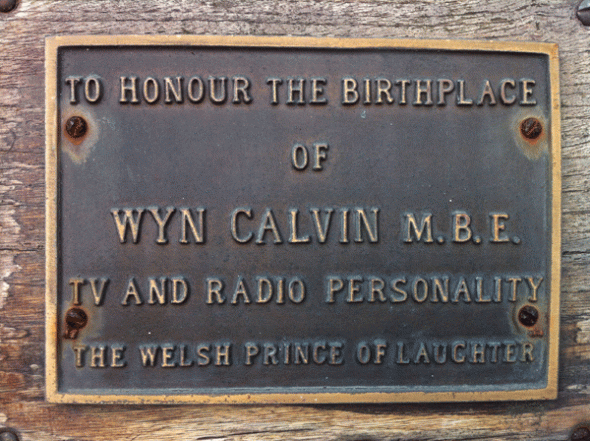 TO HONOUR THE BIRTHPLACE
OF
WYN CALVIN M.B.E.
TV AND RADIO PERSONALITY
THE WELSH PRINCE OF LAUGHTER